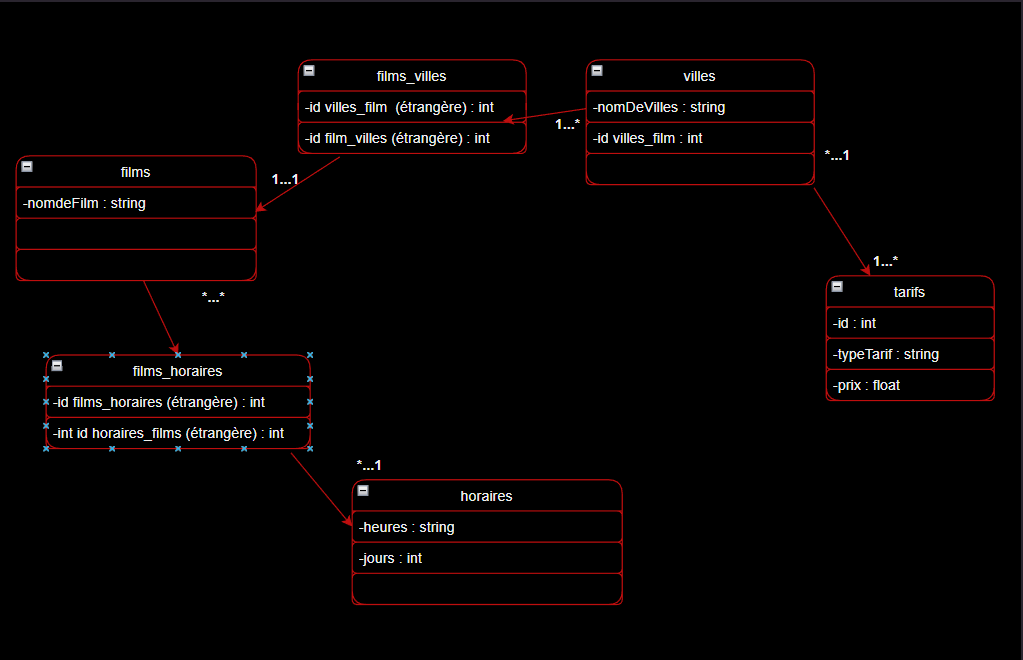 films_villes
-id villes_film  (étrangère) : int
-id film_villes (étrangère) : int
villes
-nomDeVilles : string
-id villes_film : int
1...*
*...1
films
-nomdeFilm : string
1...1
*...*
1...*
tarifs
-id : int
-typeTarif : string
-prix : float
films_horaires
-id films_horaires (étrangère) : int
-int id horaires_films (étrangère) : int
*...1
horaires
-heures : string
-jours : int